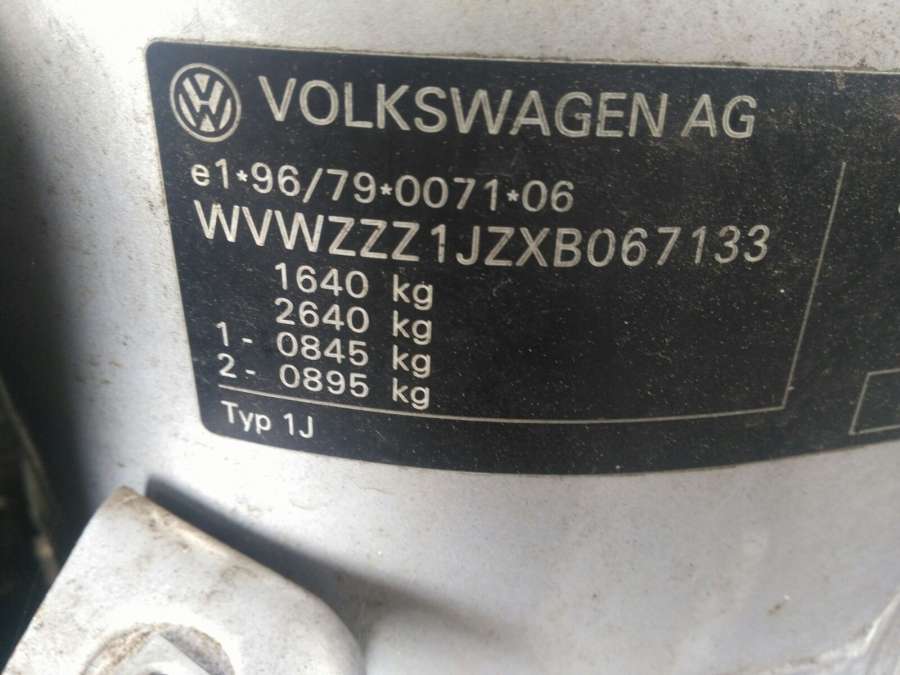 VOLKSWAGEN AG
e1*96/79*0071*06
WVWZZZ1JZXB067133
1640 kg
2640 kg
1- 0845 kg
2- 0895 kg
Typ 1J